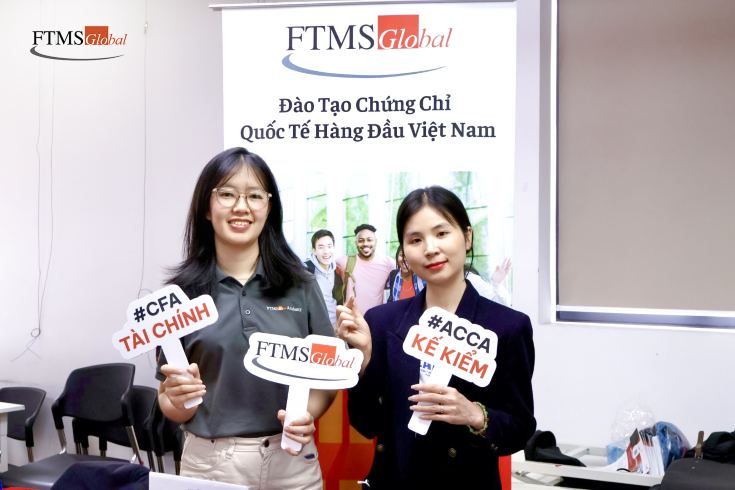 FTMS Global
FTMS Global
Đào Tạo Chứng Chỉ
Quốc Tế Hàng Đầu Việt Nam
#CFA
TÀI CHÍNH
FTMS Global
#ACCA
KẾ KIỂM